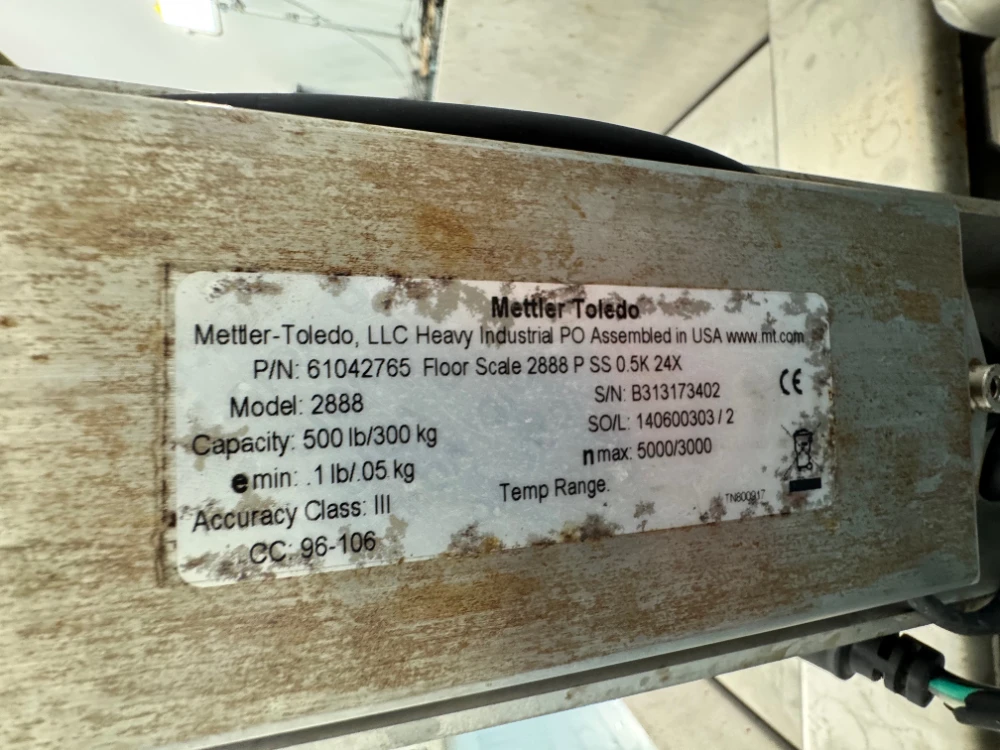 Mettler Toledo
Mettler-Toledo, LLC Heavy Industrial PO Assembled in USA www.mt.com
P/N: 61042765 Floor Scale 2888 P SS 0.5K 24X
Model: 2888
S/N: B313173402
CE
Capacity: 500 lb/300 kg
SO/L: 140600303 / 2
e min: .1 lb/.05 kg
n max: 5000/3000
Accuracy Class: III
Temp Range.
TN800917
CC: 96-106